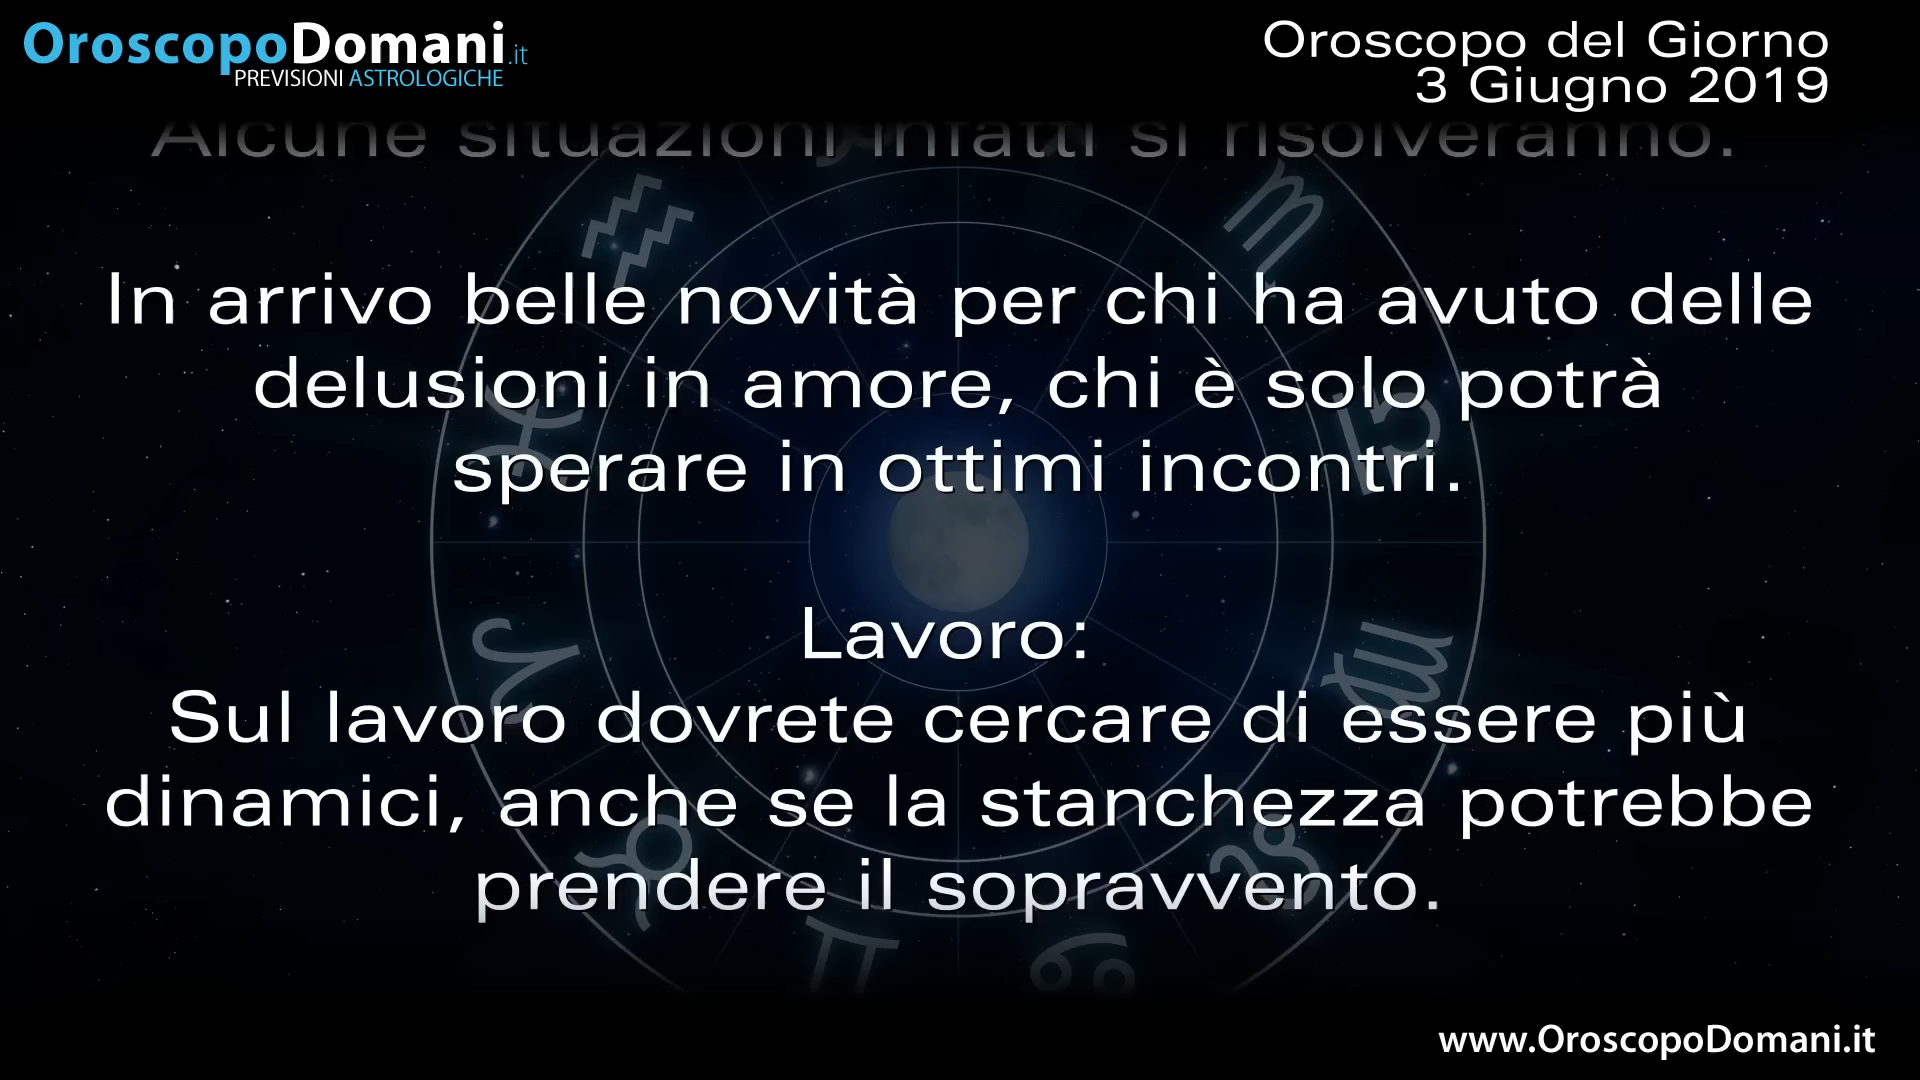 OroscopoDomani.it
PREVISIONI ASTROLOGICHE
Oroscopo del Giorno
3 Giugno 2019
Alcune situazioni infatti si risolveranno.
In arrivo belle novità per chi ha avuto delle
delusioni in amore, chi è solo potrà
sperare in ottimi incontri.
Lavoro:
Sul lavoro dovrete cercare di essere più
dinamici, anche se la stanchezza potrebbe
prendere il sopravvento.
www.OroscopoDomani.it